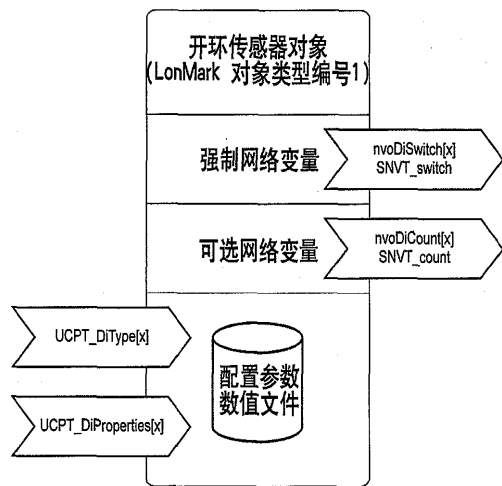 开环传感器对象
(LonMark 对象类型编号1)
强制网络变量
nvoDiSwitch[x]
SNVT_switch
可选网络变量
nvoDiCount[x]
SNVT_count
UCPT_DiType[x]
配置参数
数值文件
UCPT_DiProperties[x]